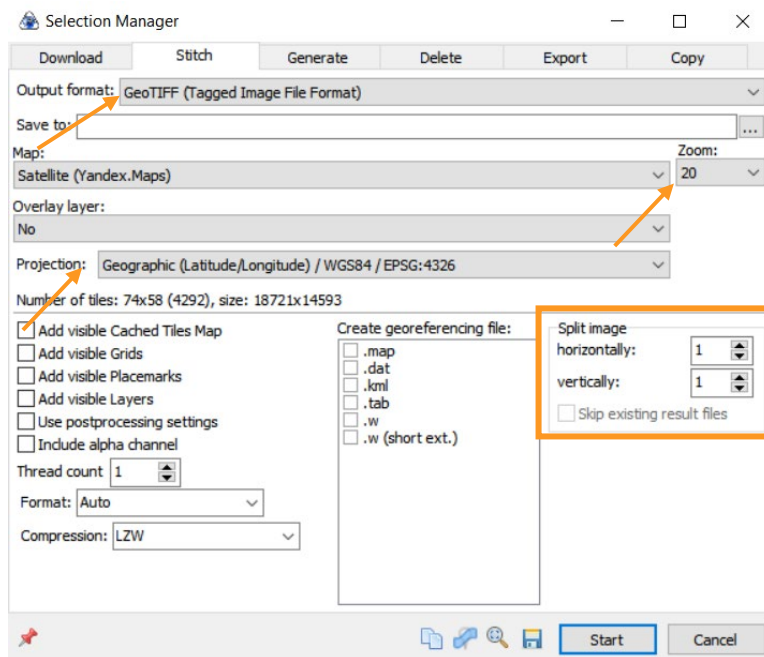 Selection Manager
Download Stitch Generate Delete Export Copy
Output format: GeoTIFF (Tagged Image File Format)
Save to: ...
Map: Zoom:
Satellite (Yandex.Maps) 20
Overlay layer:
No
Projection: Geographic (Latitude/Longitude) / WGS84 / EPSG:4326
Number of tiles: 74x58 (4292), size: 18721x14593
Add visible Cached Tiles Map
Add visible Grids
Add visible Placemarks
Add visible Layers
Use postprocessing settings
Include alpha channel
Thread count 1
Format: Auto
Compression: LZW
Create georeferencing file:
.map
.dat
.kml
.tab
.w
.w (short ext.)
Split image
horizontally: 1
vertically: 1
Skip existing result files
Start Cancel